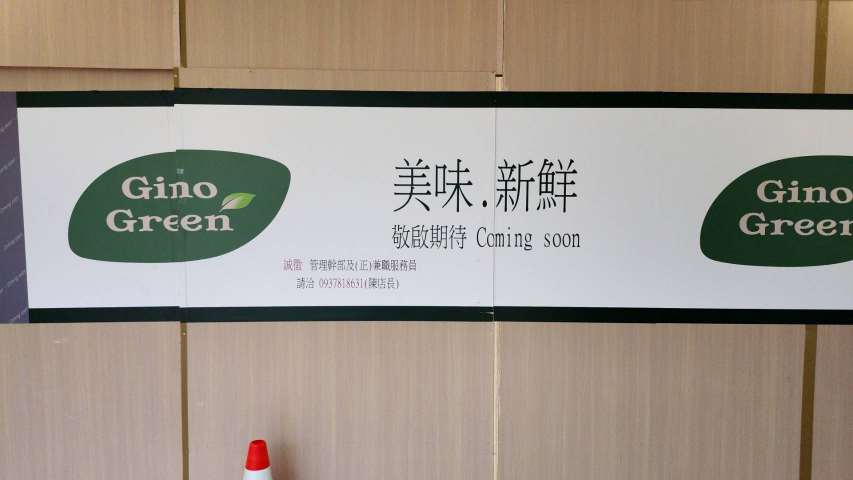 Gino
Green
美味.新鮮
敬啟期待 Coming soon
誠徵 管理幹部及(正)兼職服務員
請洽 0937818631(陳店長)
Gino
Green